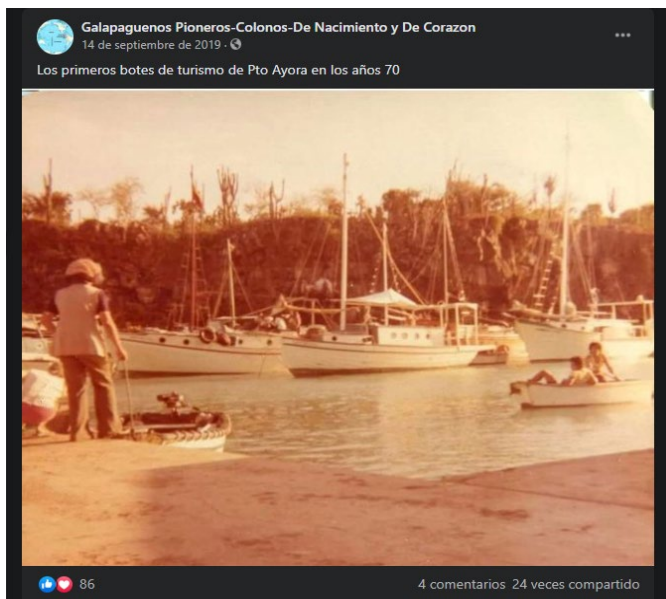 Galapaguenos Pioneros-Colonos-De Nacimiento y De Corazon
14 de septiembre de 2019 ·
Los primeros botes de turismo de Pto Ayora en los años 70
86
4 comentarios 24 veces compartido